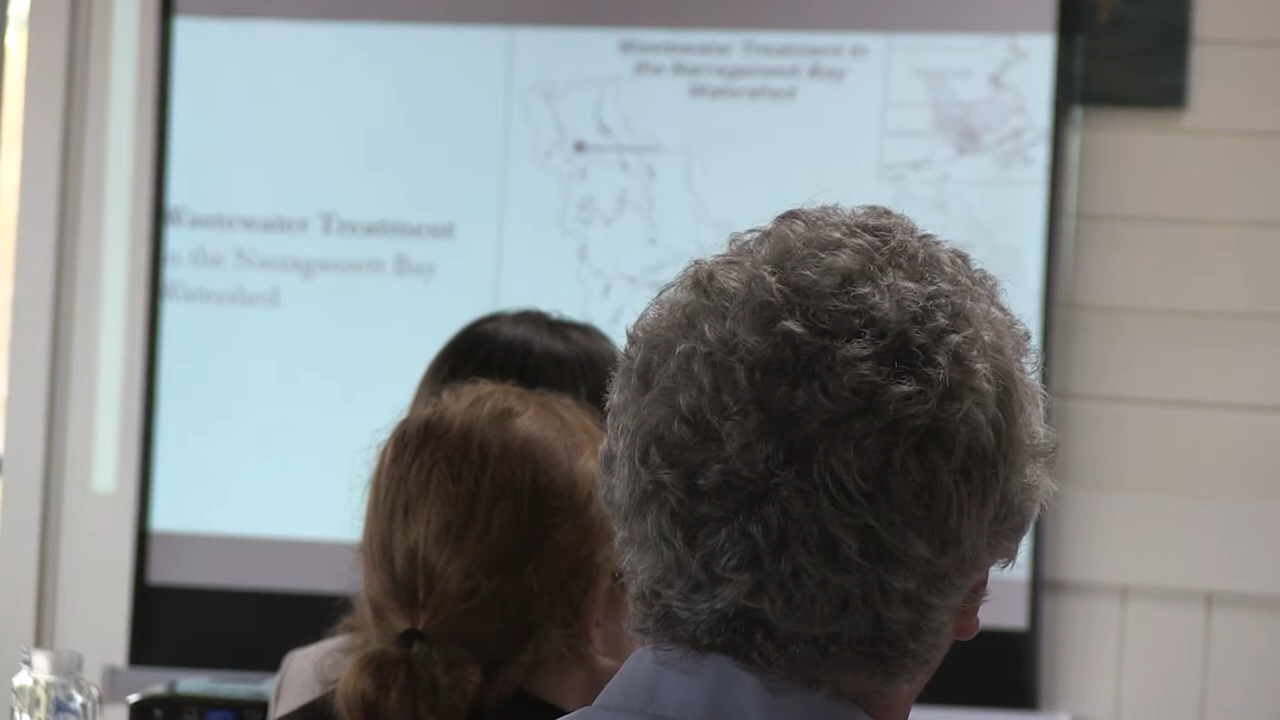 Wastewater Treatment
in the Narragansett Bay
Watershed
Wastewater Treatment in
the Narragansett Bay
Watershed